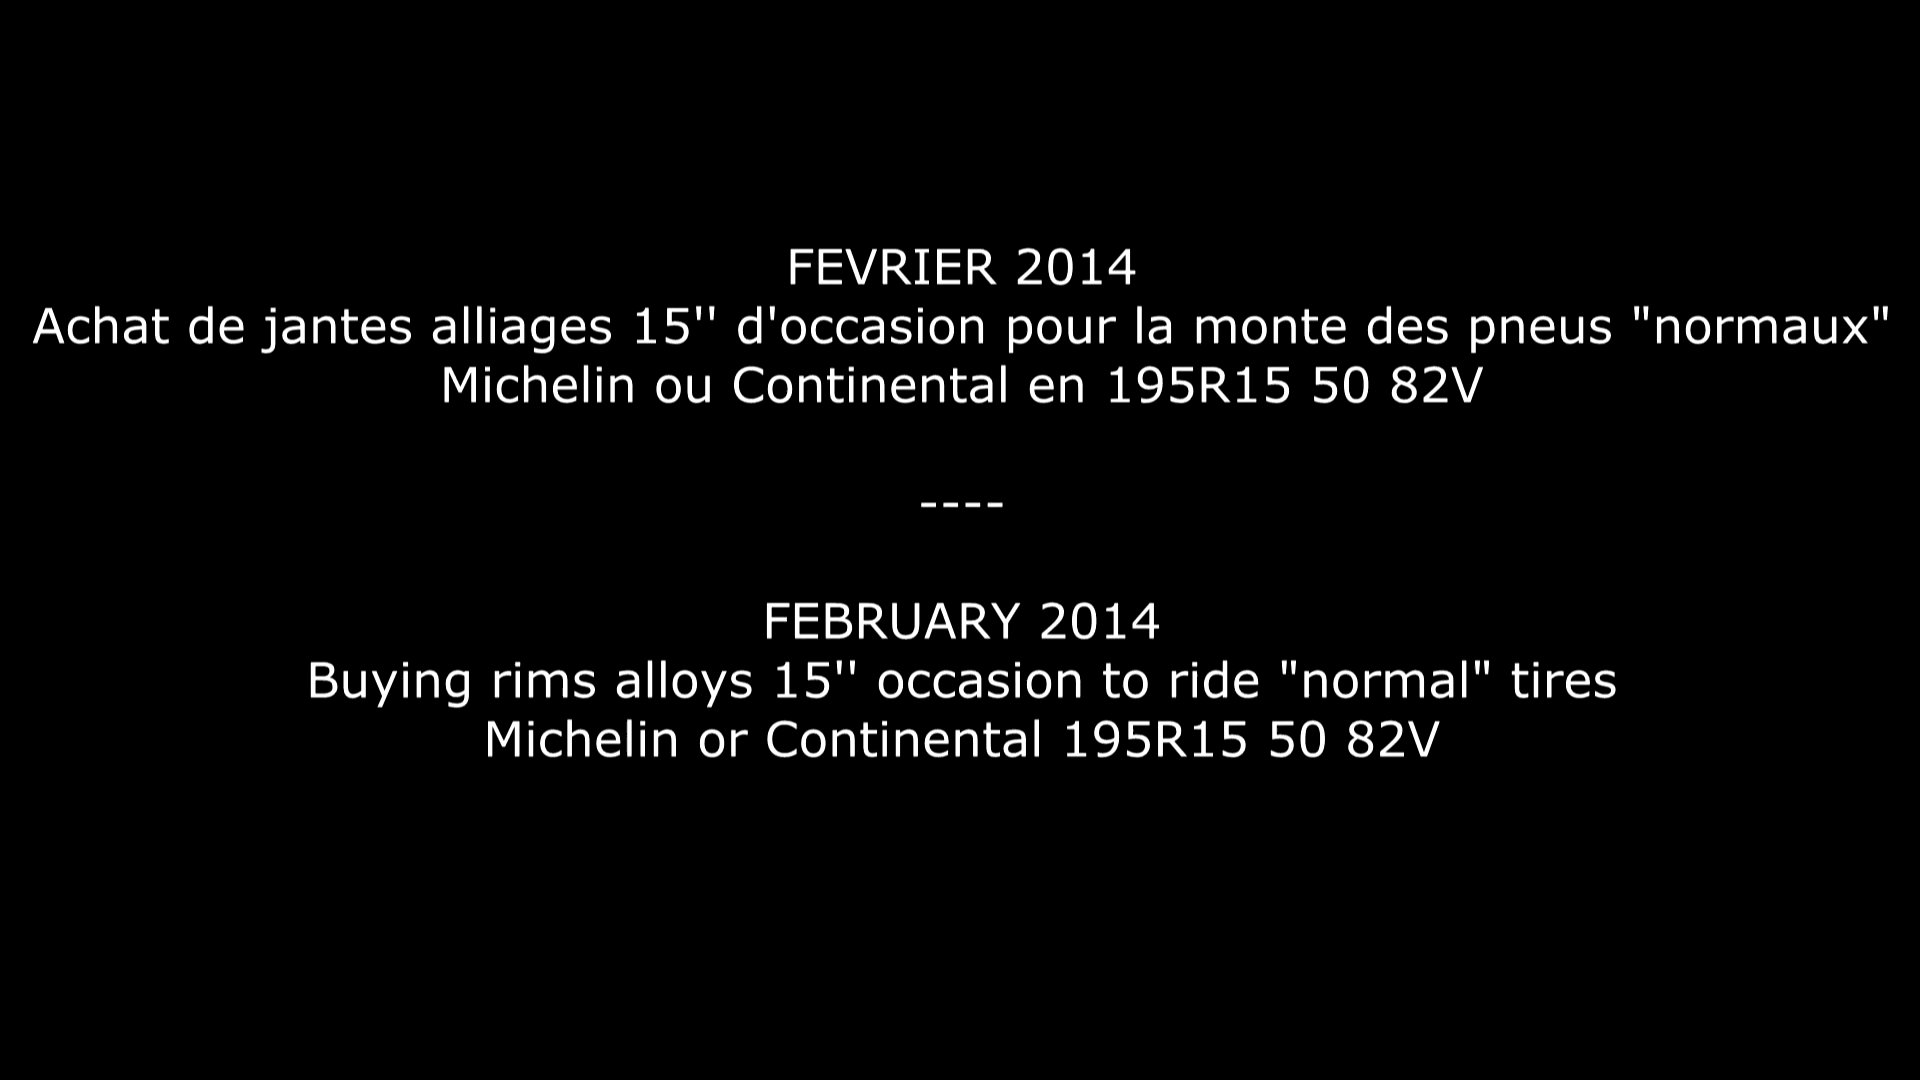 FEVRIER 2014
Achat de jantes alliages 15'' d'occasion pour la monte des pneus "normaux"
Michelin ou Continental en 195R15 50 82V
----
FEBRUARY 2014
Buying rims alloys 15'' occasion to ride "normal" tires
Michelin or Continental 195R15 50 82V